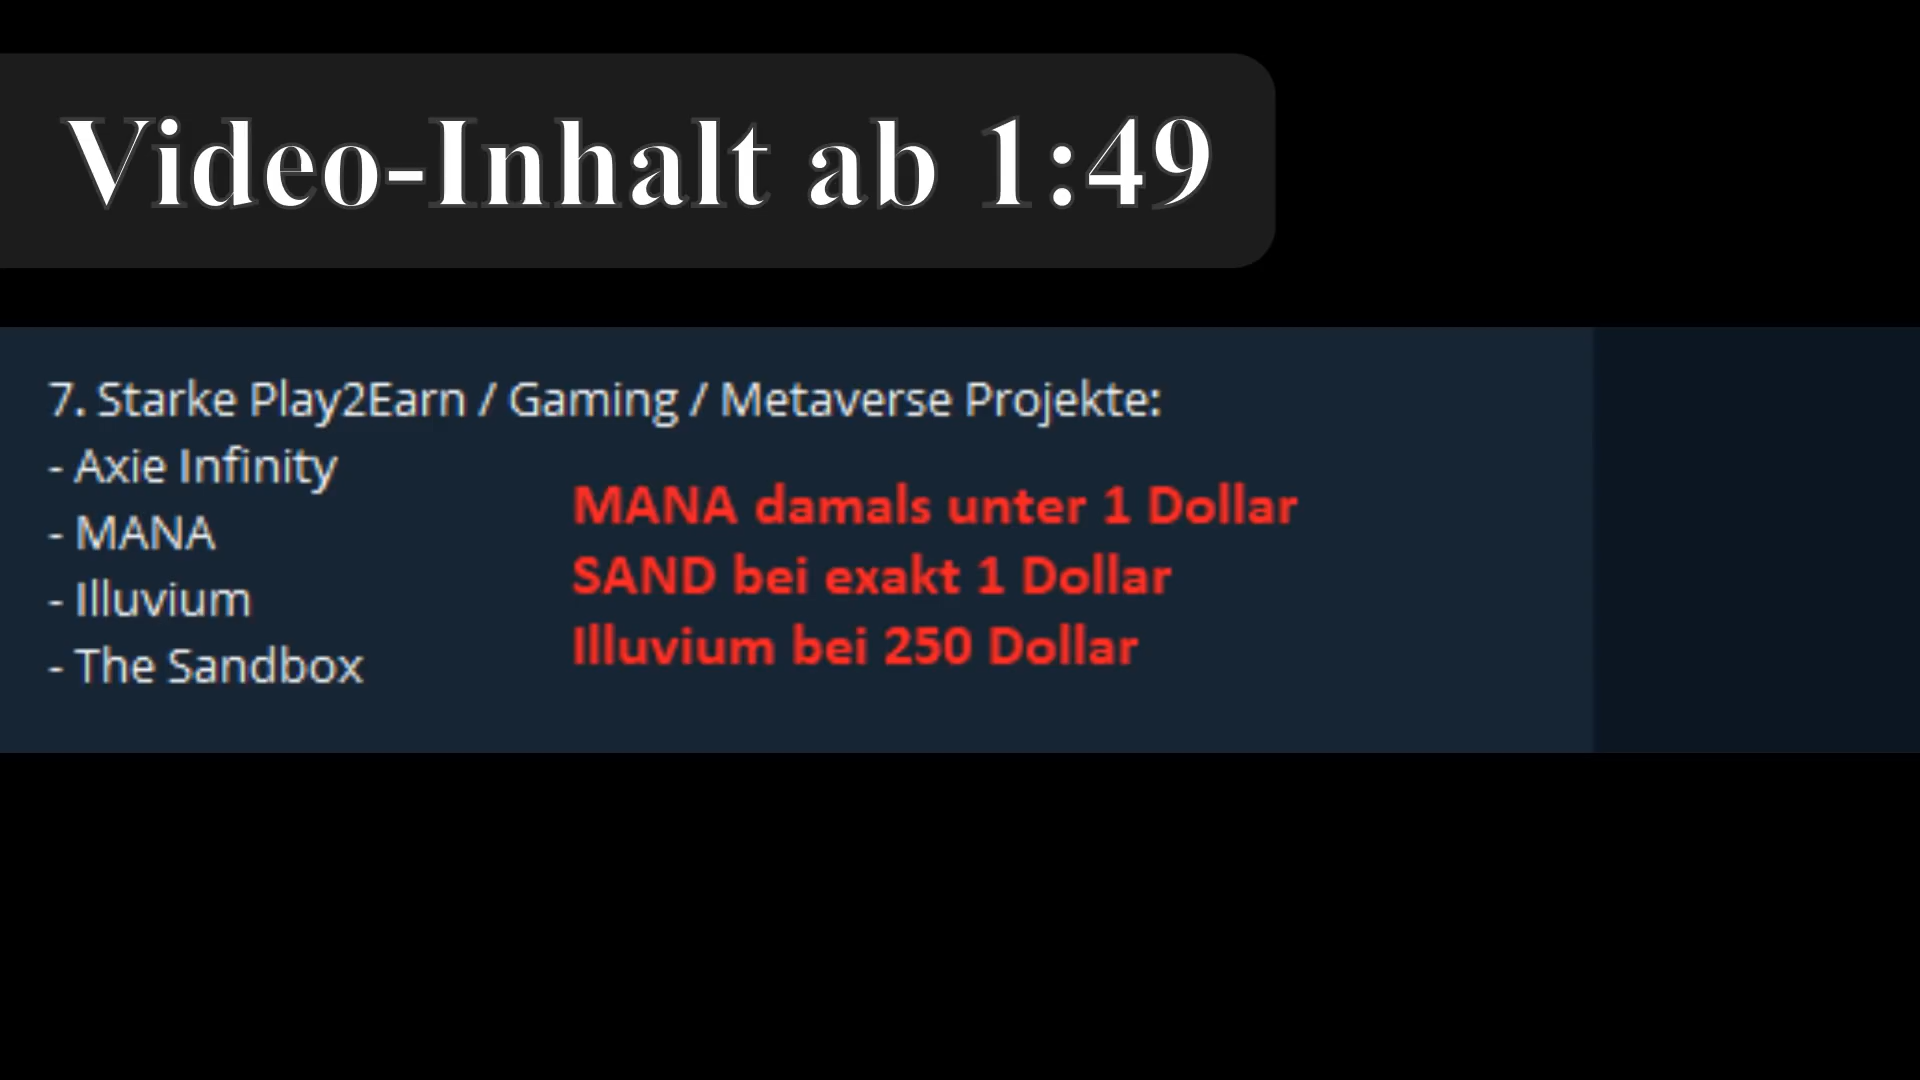 Video-Inhalt ab 1:49
7. Starke Play2Earn / Gaming / Metaverse Projekte:
- Axie Infinity
- MANA
- Illuvium
- The Sandbox
MANA damals unter 1 Dollar
SAND bei exakt 1 Dollar
Illuvium bei 250 Dollar